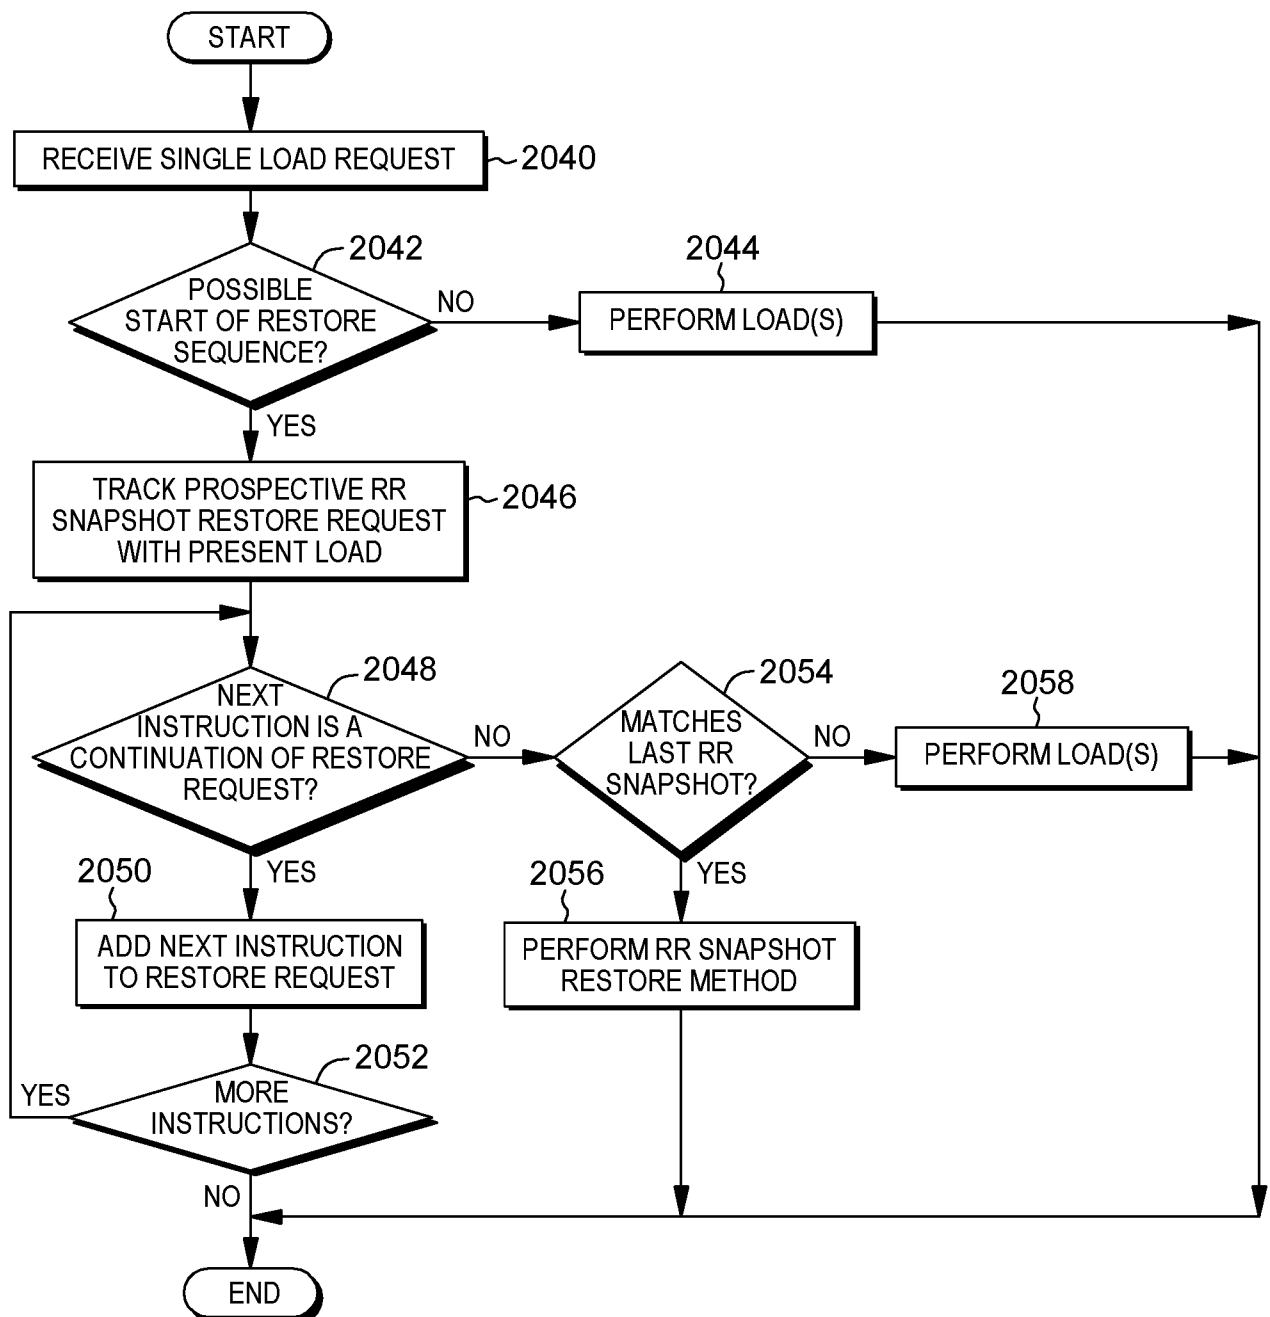 START
RECEIVE SINGLE LOAD REQUEST
2040
2042
POSSIBLE
START OF RESTORE
SEQUENCE?
NO
2044
PERFORM LOAD(S)
YES
TRACK PROSPECTIVE RR
SNAPSHOT RESTORE REQUEST
WITH PRESENT LOAD
2046
2048
NEXT
INSTRUCTION IS A
CONTINUATION OF RESTORE
REQUEST?
NO
2054
MATCHES
LAST RR
SNAPSHOT?
NO
2058
PERFORM LOAD(S)
YES
2050
ADD NEXT INSTRUCTION
TO RESTORE REQUEST
YES
2056
PERFORM RR SNAPSHOT
RESTORE METHOD
2052
MORE
INSTRUCTIONS?
YES
NO
END